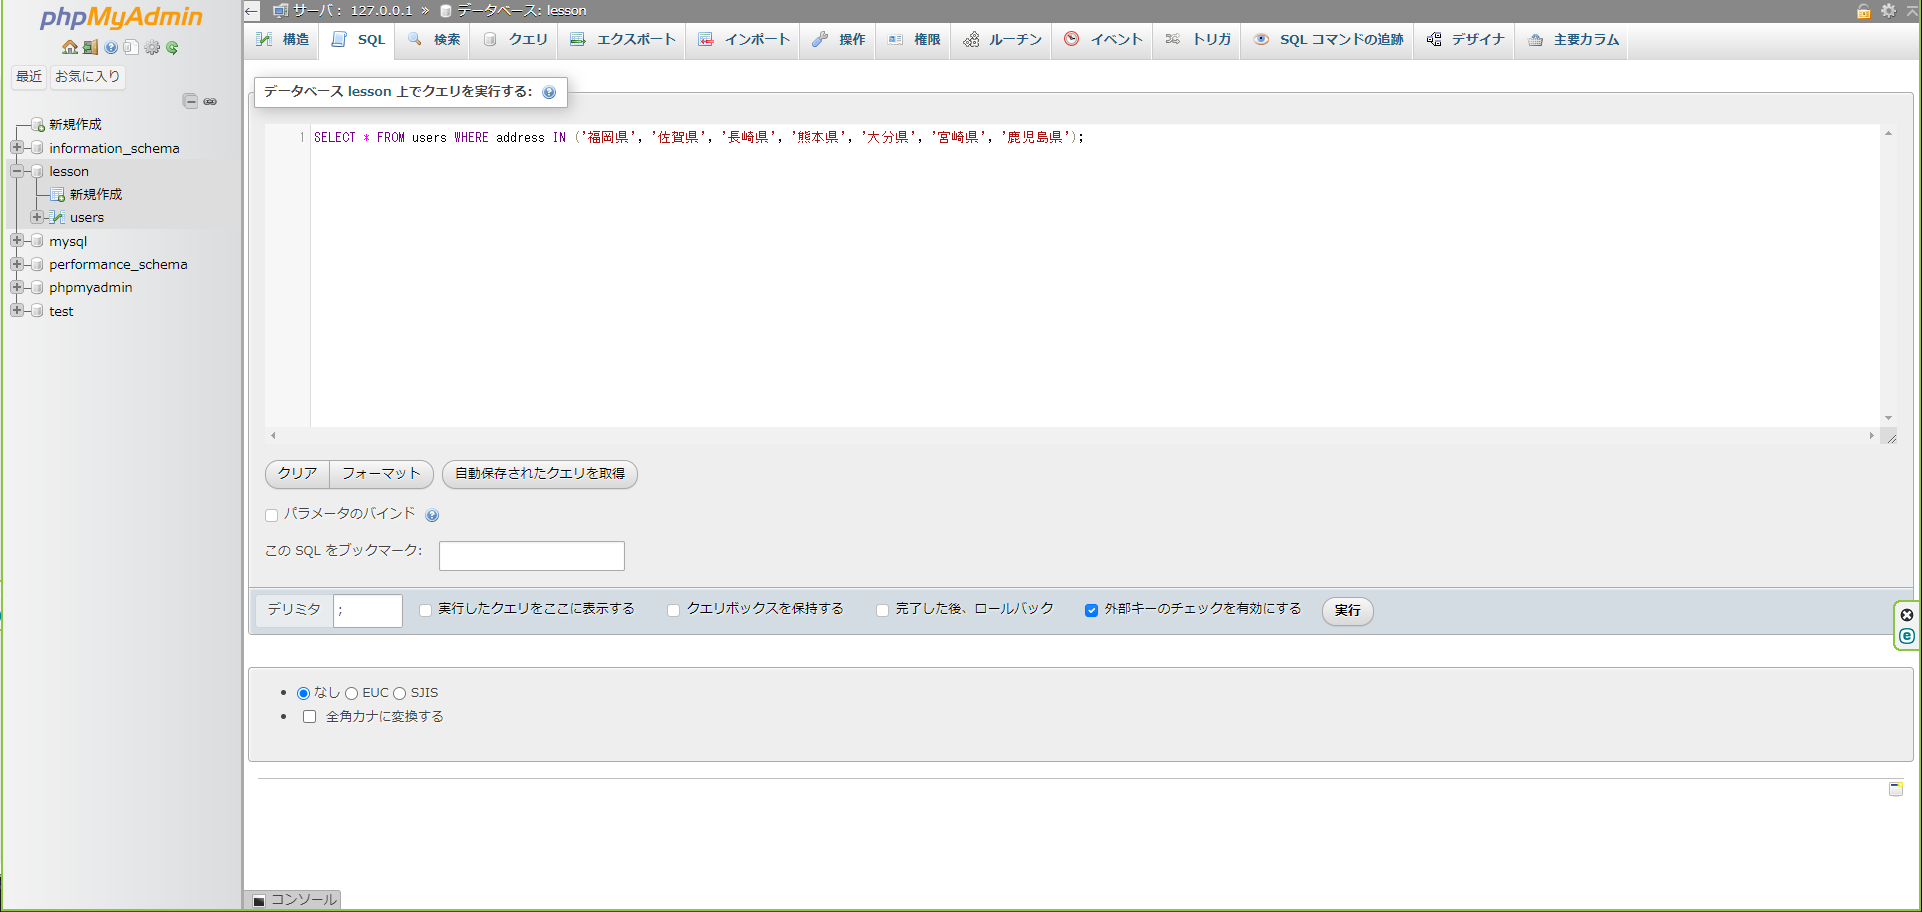 phpMyAdmin
最近 お気に入り
新規作成
information_schema
lesson
新規作成
users
mysql
performance_schema
phpmyadmin
test
サーバ: 127.0.0.1 » データベース: lesson
構造 SQL 検索 クエリ エクスポート インポート 操作 権限 ルーチン イベント トリガ SQL コマンドの追跡 デザイナ 主要カラム
データベース lesson 上でクエリを実行する:
1 SELECT * FROM users WHERE address IN ('福岡県', '佐賀県', '長崎県', '熊本県', '大分県', '宮崎県', '鹿児島県');
クリア フォーマット 自動保存されたクエリを取得
パラメータのバインド
この SQL をブックマーク:
デリミタ ; 実行したクエリをここに表示する クエリボックスを保持する 完了した後、ロールバック 外部キーのチェックを有効にする 実行
なし EUC SJIS
全角カナに変換する
コンソール